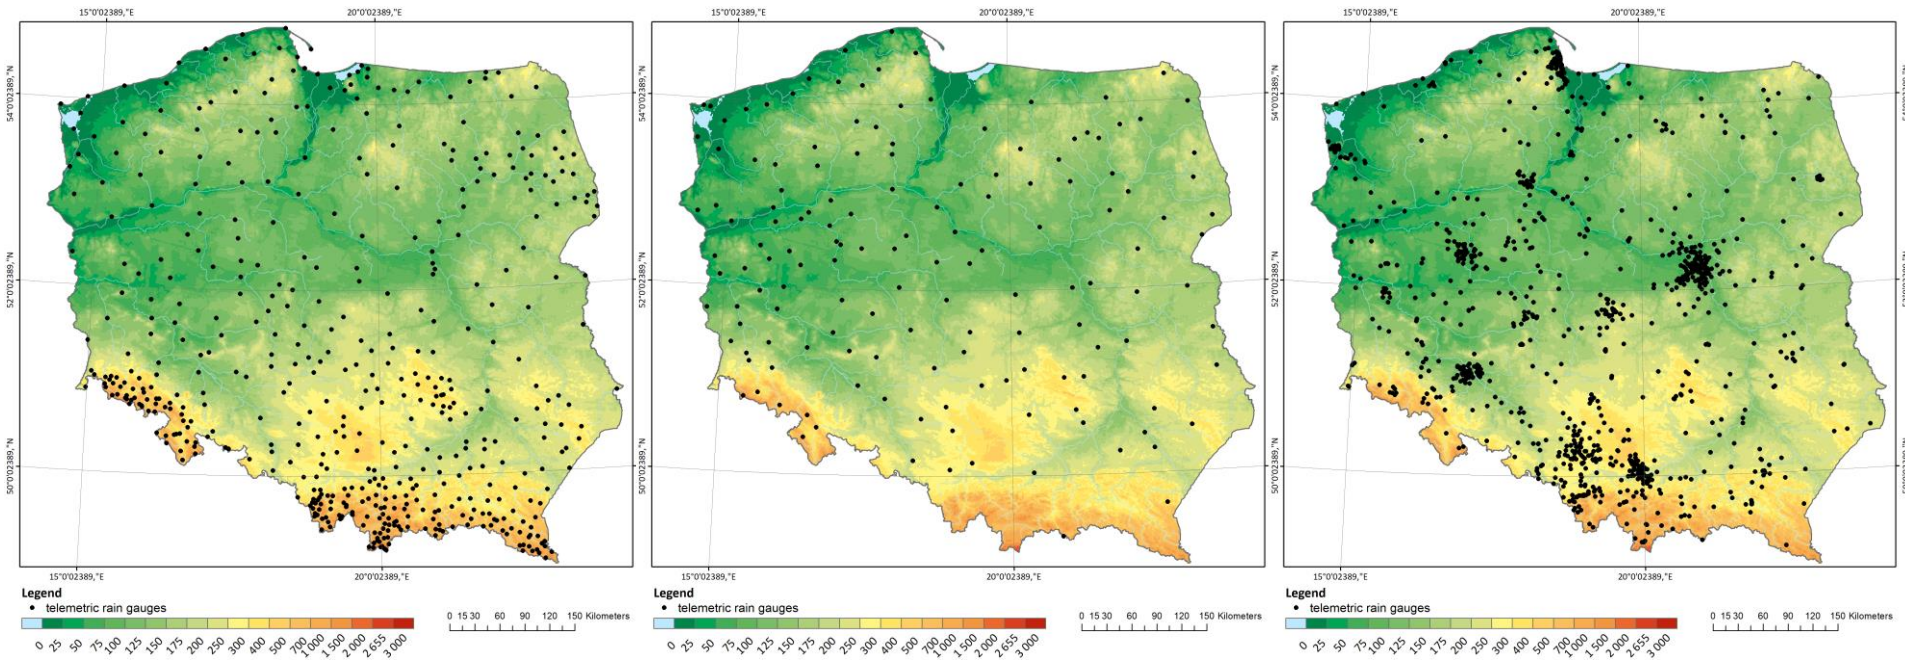 15°0'02389,"E 20°0'02389,"E 15°0'02389,"E 20°0'02389,"E 15°0'02389,"E 20°0'02389,"E
54°0'02389,"N 54°0'02389,"N 54°0'02389,"N
52°0'02389,"N 52°0'02389,"N 52°0'02389,"N
50°0'02389,"N 50°0'02389,"N 50°0'02389,"N
15°0'02389,"E 20°0'02389,"E 15°0'02389,"E 20°0'02389,"E 15°0'02389,"E 20°0'02389,"E
Legend Legend Legend
telemetric rain gauges telemetric rain gauges telemetric rain gauges
0 15 30 60 90 120 150 Kilometers 0 15 30 60 90 120 150 Kilometers 0 15 30 60 90 120 150 Kilometers
0 25 50 75 100 125 150 175 200 250 300 400 500 700 1 000 1 500 2 000 2 655 3 000
0 25 50 75 100 125 150 175 200 250 300 400 500 700 1 000 1 500 2 000 2 655 3 000
0 25 50 75 100 125 150 175 200 250 300 400 500 700 1 000 1 500 2 000 2 655 3 000